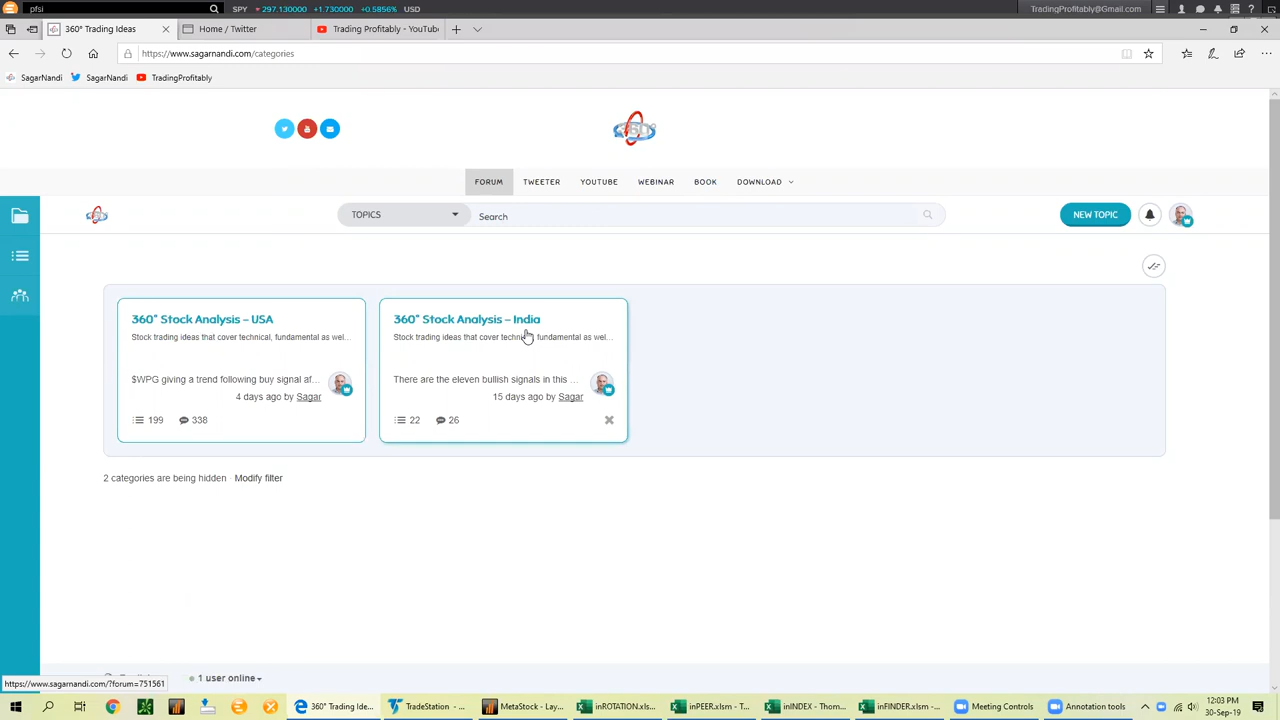 pfsi SPY 297.130000 +1.730000 +0.5856% USD TradingProfitably@Gmail.com
360° Trading Ideas Home / Twitter Trading Profitably - YouTube
https://www.sagarnandi.com/categories
SagarNandi SagarNandi TradingProfitably
FORUM TWEETER YOUTUBE WEBINAR BOOK DOWNLOAD
TOPICS Search NEW TOPIC
360° Stock Analysis – USA
Stock trading ideas that cover technical, fundamental as wel...
$WPG giving a trend following buy signal af...
4 days ago by Sagar
199 338
360° Stock Analysis – India
Stock trading ideas that cover technical, fundamental as wel...
There are the eleven bullish signals in this ...
15 days ago by Sagar
22 26
2 categories are being hidden Modify filter
1 user online
https://www.sagarnandi.com/?forum=751561
360° Trading Ide... TradeStation - ... MetaStock - Lay... inROTATION.xls... inPEER.xlsm - T... inINDEX - Thom... inFINDER.xlsm -... Meeting Controls Annotation tools
12:03 PM
30-Sep-19